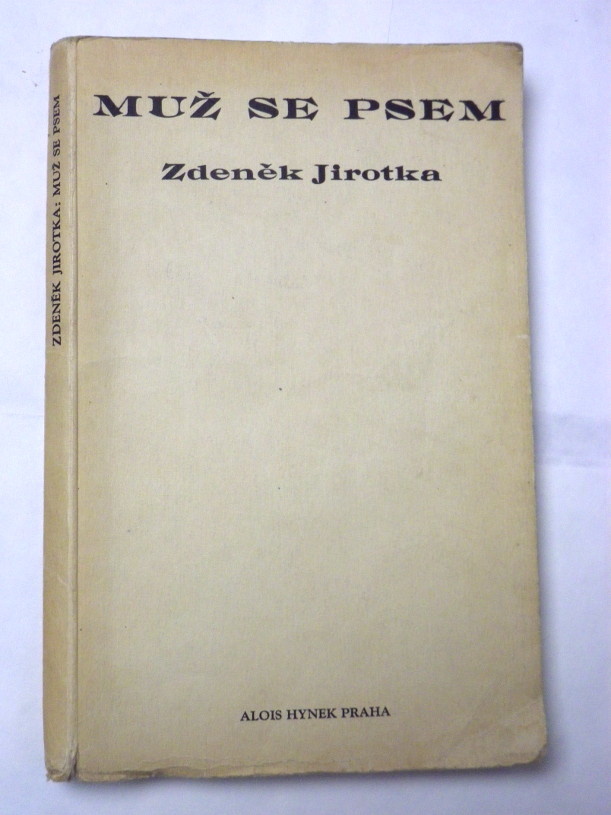 MUŽ SE PSEM
Zdeněk Jirotka
ALOIS HYNEK PRAHA
ZDENĚK JIROTKA: MUŽ SE PSEM